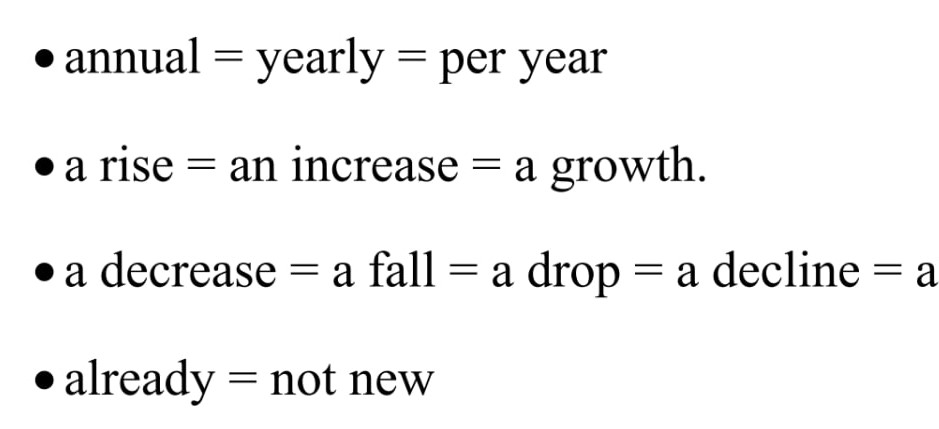 • annual = yearly = per year
• a rise = an increase = a growth.
• a decrease = a fall = a drop = a decline = a
• already = not new